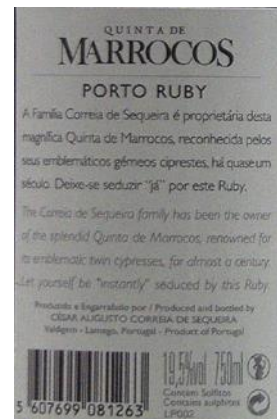 QUINTA DE
MARROCOS
PORTO RUBY
A Família Correia de Sequeira é proprietária desta
magnífica Quinta de Marrocos, reconhecida pelos
seus emblemáticos gémeos ciprestes, há quase um
século. Deixe-se seduzir "já" por este Ruby.
The Correia de Sequeira family has been the owner
of the splendid Quinta de Marrocos, renowned for
its emblematic twin cypresses, for almost a century.
Let yourself be "instantly" seduced by this Ruby.
Produzido e Engarrafado por / Produced and bottled by
CÉSAR AUGUSTO CORREIA DE SEQUEIRA
Valdigem - Lamego, Portugal - Product of Portugal
19,5%vol 750ml
Contém Sulfitos
Contains sulphites
LP002
5 607699 081263